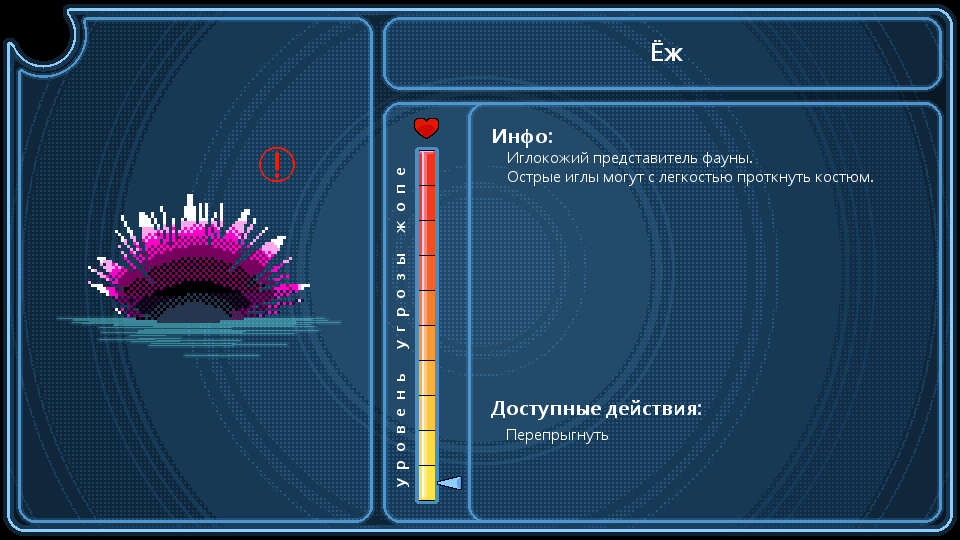 Ёж
уровень угрозы жопе
Инфо:
Иглокожий представитель фауны.
Острые иглы могут с легкостью проткнуть костюм.
Доступные действия:
Перепрыгнуть